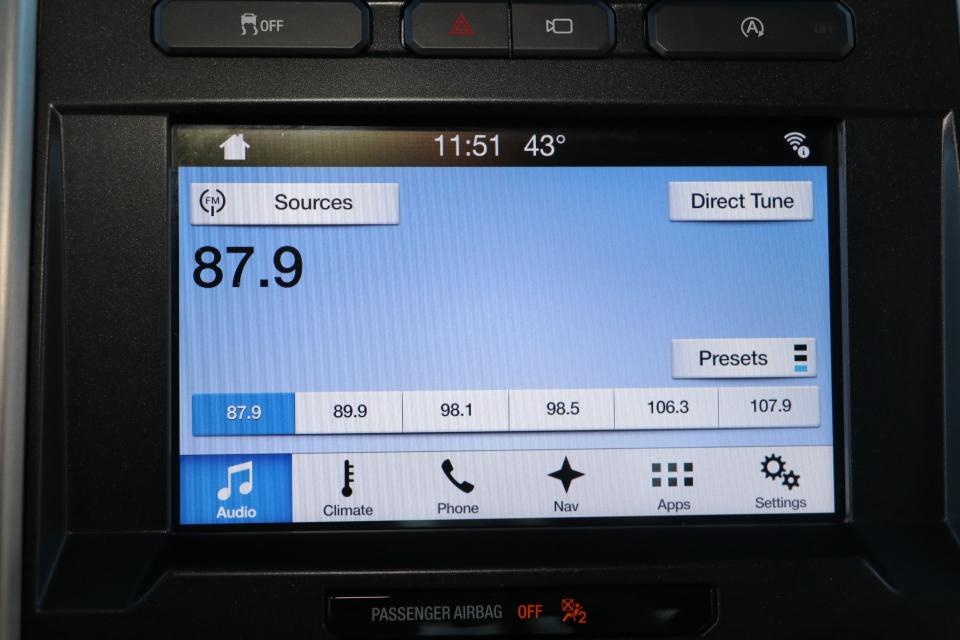 OFF
A OFF
11:51 43°
FM Sources
Direct Tune
87.9
Presets
87.9 89.9 98.1 98.5 106.3 107.9
Audio Climate Phone Nav Apps Settings
PASSENGER AIRBAG OFF 2